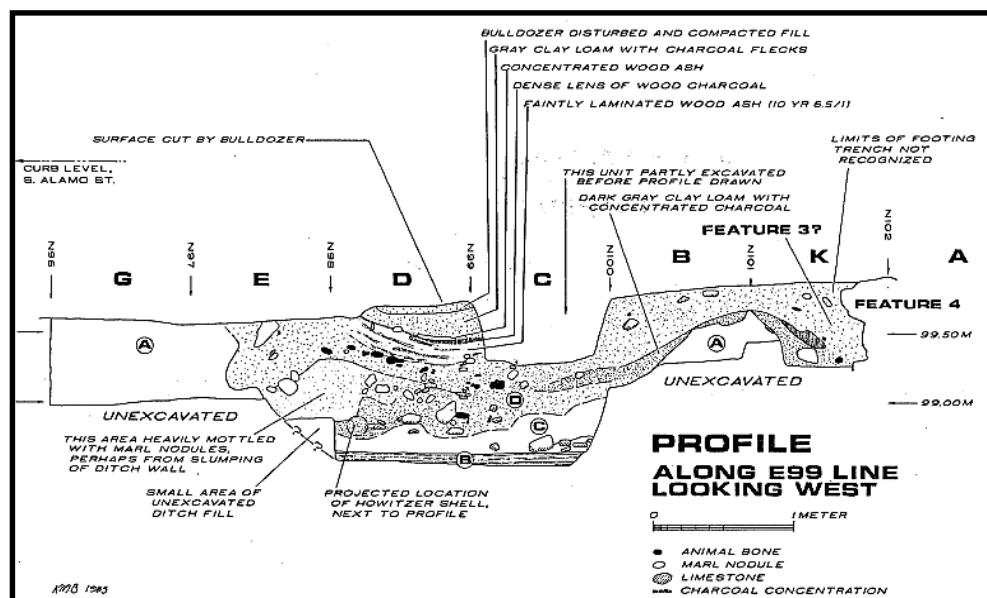 BULLDOZER DISTURBED AND COMPACTED FILL
GRAY CLAY LOAM WITH CHARCOAL FLECKS
CONCENTRATED WOOD ASH
DENSE LENS OF WOOD CHARCOAL
FAINTLY LAMINATED WOOD ASH (10 YR 6.5/1)
SURFACE CUT BY BULLDOZER
LIMITS OF FOOTING
TRENCH NOT
RECOGNIZED
CURB LEVEL,
S. ALAMO ST.
THIS UNIT PARTLY EXCAVATED
BEFORE PROFILE DRAWN
DARK GRAY CLAY LOAM WITH
CONCENTRATED CHARCOAL
FEATURE 3?
N96
N97
N98
N99
N100
N101
N102
G
E
D
C
B
K
A
FEATURE 4
A
A
99.50 M
UNEXCAVATED
UNEXCAVATED
99.00 M
D
C
B
THIS AREA HEAVILY MOTTLED
WITH MARL NODULES,
PERHAPS FROM SLUMPING
OF DITCH WALL
SMALL AREA OF
UNEXCAVATED
DITCH FILL
PROJECTED LOCATION
OF HOWITZER SHELL,
NEXT TO PROFILE
PROFILE
ALONG E99 LINE
LOOKING WEST
0
1 METER
ANIMAL BONE
MARL NODULE
LIMESTONE
CHARCOAL CONCENTRATION
1985